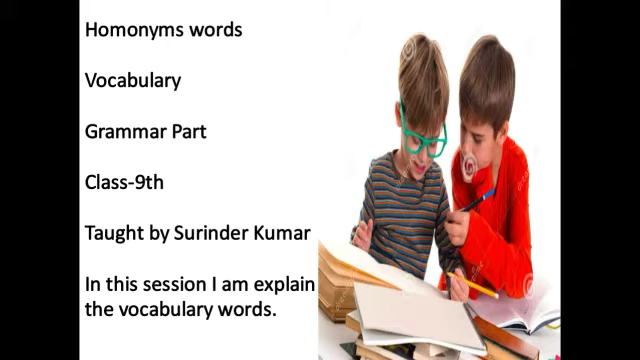 Homonyms words
Vocabulary
Grammar Part
Class-9th
Taught by Surinder Kumar
In this session I am explain
the vocabulary words.